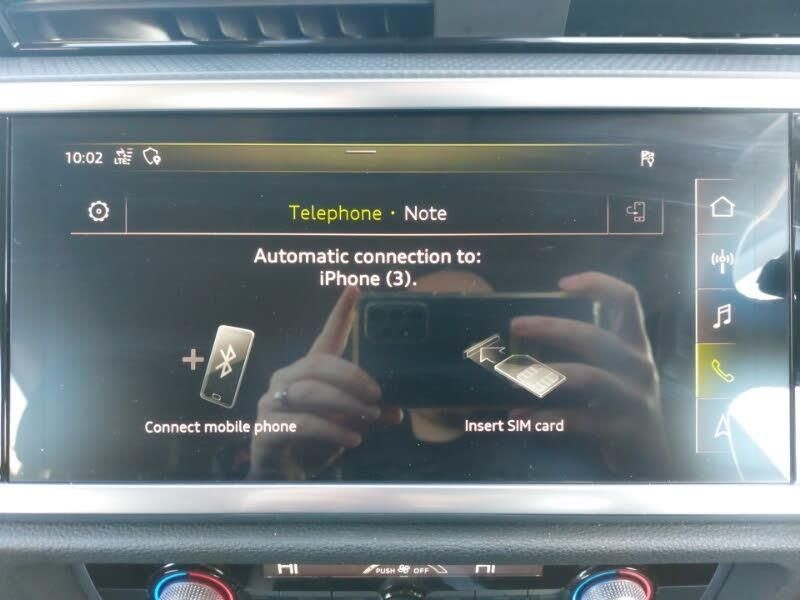 10:02 LTE
Telephone · Note
Automatic connection to:
iPhone (3).
Connect mobile phone
Insert SIM card
HI PUSH OFF HI